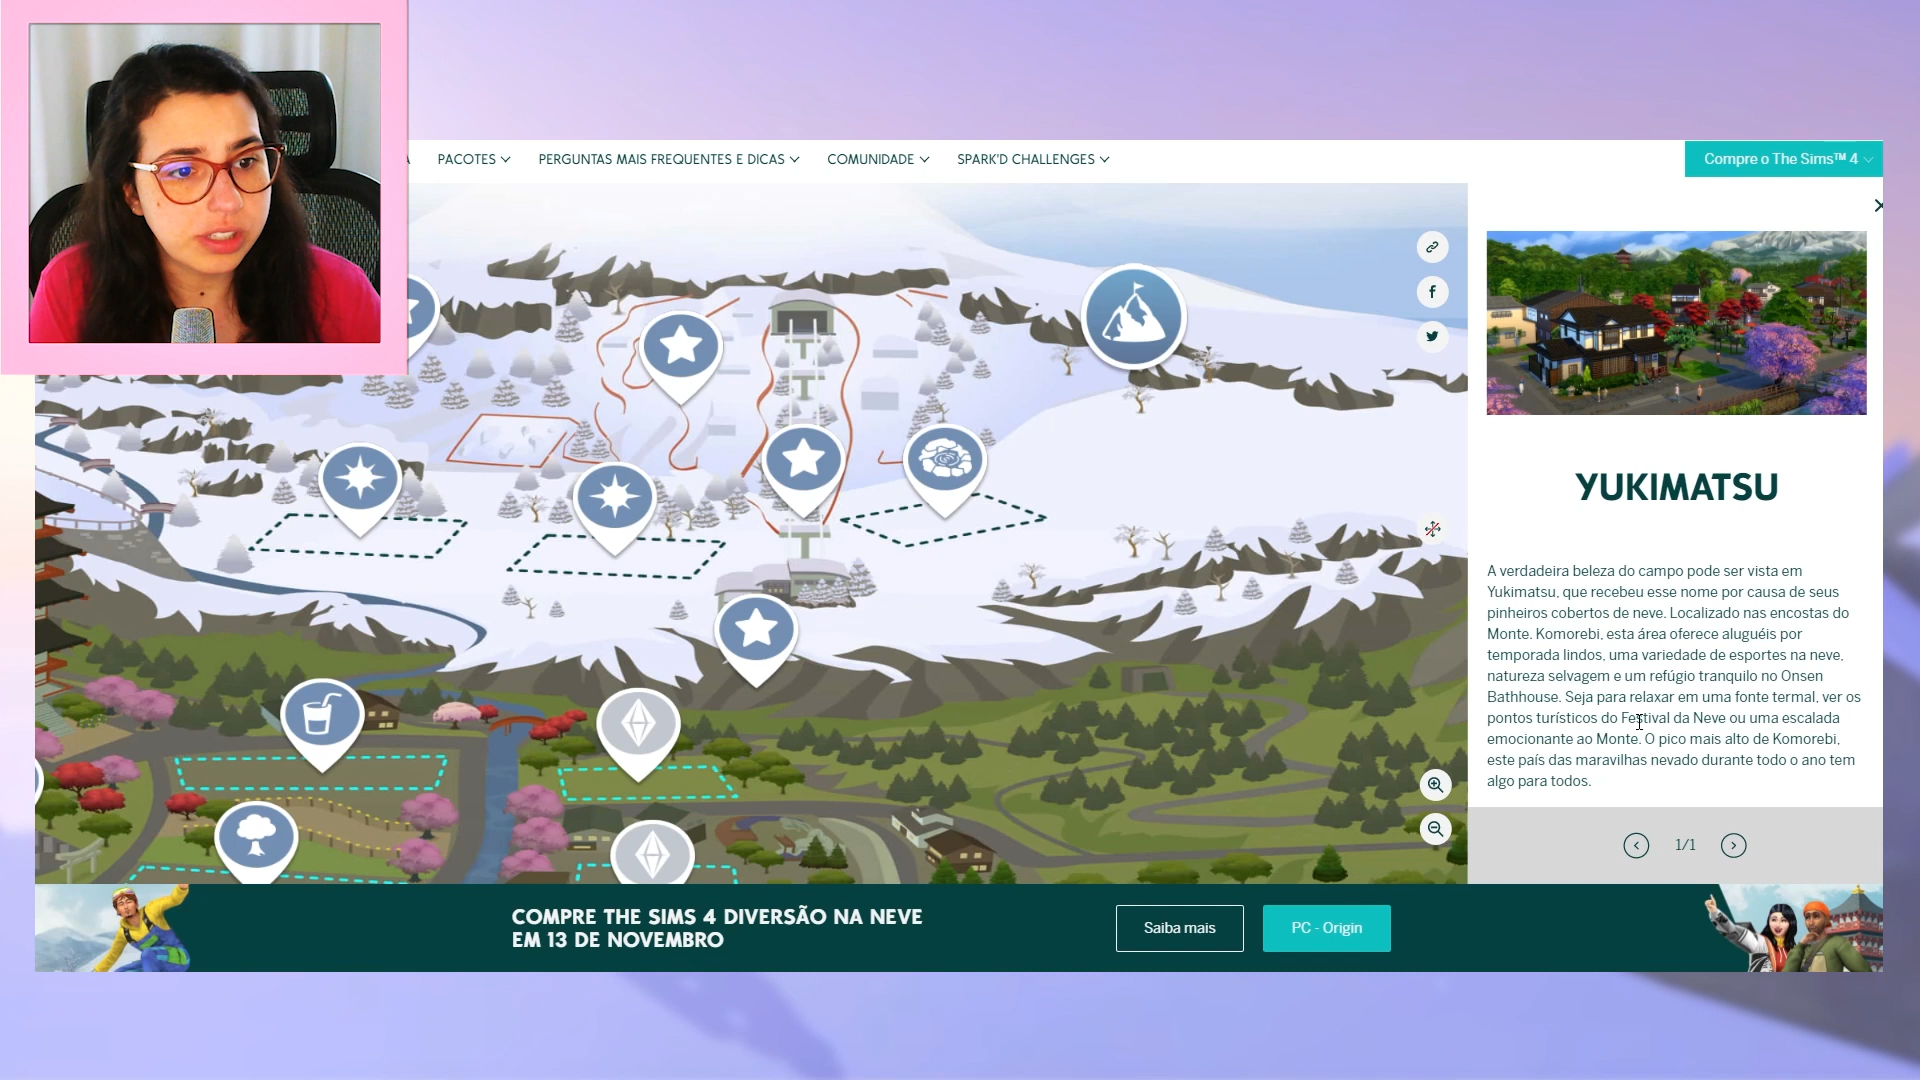 A
PACOTES
PERGUNTAS MAIS FREQUENTES E DICAS
COMUNIDADE
SPARK'D CHALLENGES
Compre o The Sims™ 4
YUKIMATSU
A verdadeira beleza do campo pode ser vista em
Yukimatsu, que recebeu esse nome por causa de seus
pinheiros cobertos de neve. Localizado nas encostas do
Monte. Komorebi, esta área oferece aluguéis por
temporada lindos, uma variedade de esportes na neve,
natureza selvagem e um refúgio tranquilo no Onsen
Bathhouse. Seja para relaxar em uma fonte termal, ver os
pontos turísticos do Festival da Neve ou uma escalada
emocionante ao Monte. O pico mais alto de Komorebi,
este país das maravilhas nevado durante todo o ano tem
algo para todos.
1/1
COMPRE THE SIMS 4 DIVERSÃO NA NEVE
EM 13 DE NOVEMBRO
Saiba mais
PC - Origin